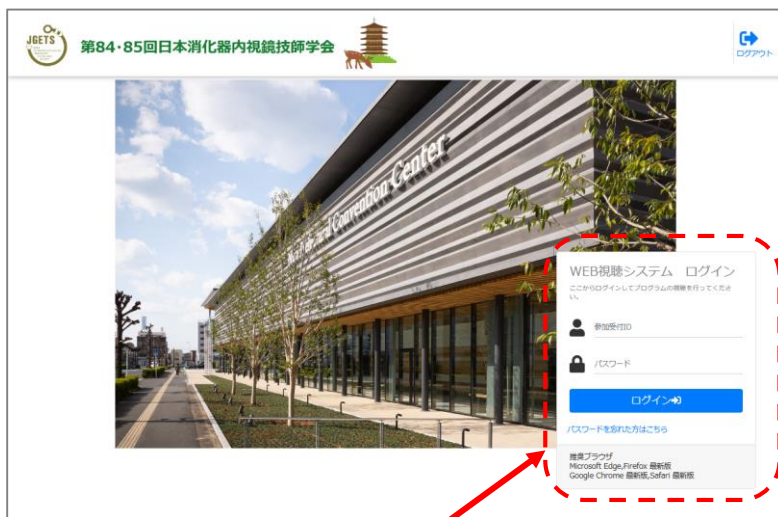 JGETS
第84・85回日本消化器内視鏡技師学会
ログアウト
Convention Center
WEB視聴システム ログイン
ここからログインしてプログラムの視聴を行ってくださ
い。
参加受付ID
パスワード
ログイン
パスワードを忘れた方はこちら
推奨ブラウザ
Microsoft Edge,Firefox 最新版
Google Chrome 最新版,Safari 最新版